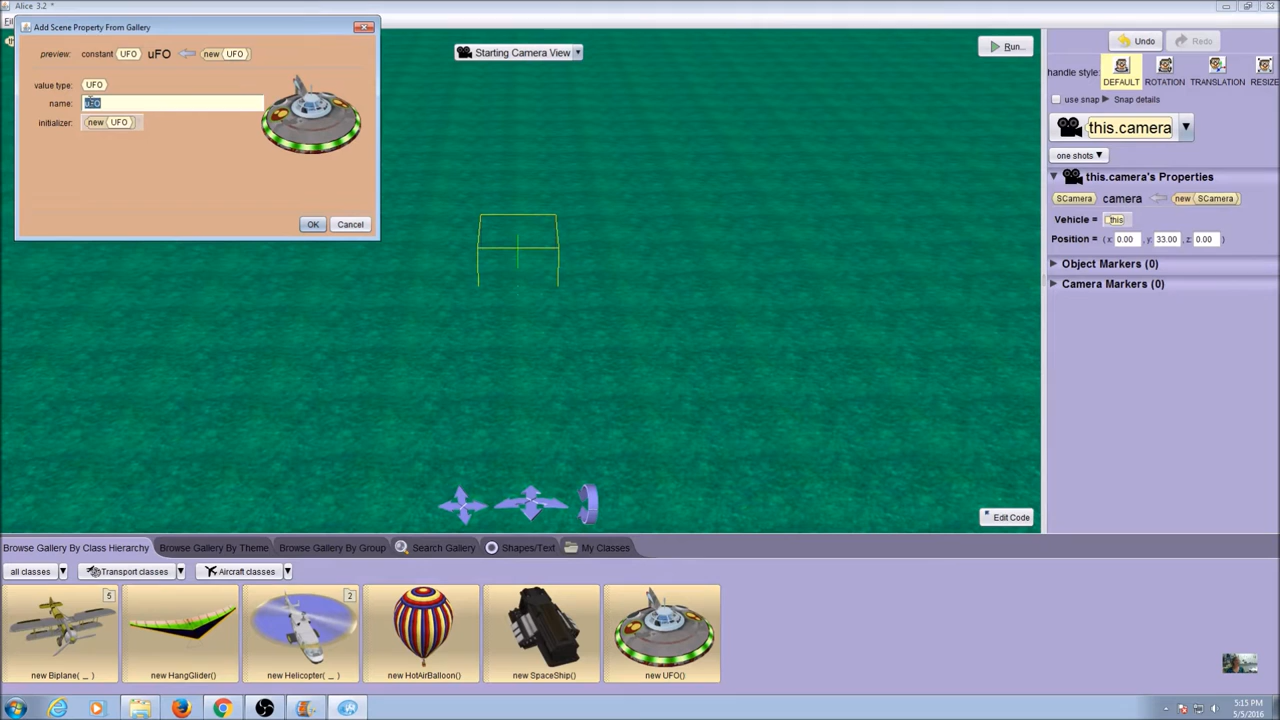 Alice 3.2 *
Add Scene Property From Gallery
preview: constant UFO uFO new UFO
value type: UFO
name: uFO
initializer: new UFO
OK Cancel
Starting Camera View
Run...
Undo Redo
handle style: DEFAULT ROTATION TRANSLATION RESIZE
use snap Snap details
this.camera
one shots
this.camera's Properties
SCamera camera new SCamera
Vehicle = this
Position = ( x: 0.00 , y: 33.00 , z: 0.00 )
Object Markers (0)
Camera Markers (0)
Edit Code
Browse Gallery By Class Hierarchy Browse Gallery By Theme Browse Gallery By Group Search Gallery Shapes/Text My Classes
all classes Transport classes Aircraft classes
5 2
new Biplane( _ ) new HangGlider() new Helicopter( _ ) new HotAirBalloon() new SpaceShip() new UFO()
5:15 PM
5/5/2016